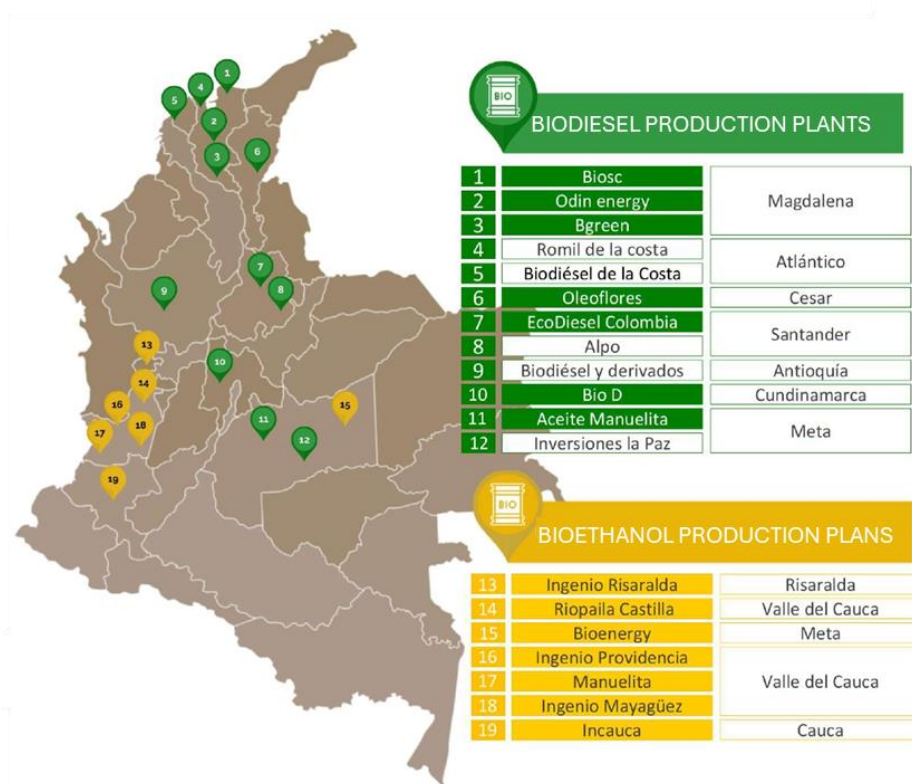 1
4
5
2
3
6
7
8
9
13
10
14
16
15
17
18
11
12
19
BIO
BIODIESEL PRODUCTION PLANTS
1 Biosc Magdalena
2 Odin energy
3 Bgreen
4 Romil de la costa Atlántico
5 Biodiésel de la Costa
6 Oleoflores Cesar
7 EcoDiesel Colombia Santander
8 Alpo
9 Biodiésel y derivados Antioquía
10 Bio D Cundinamarca
11 Aceite Manuelita Meta
12 Inversiones la Paz
BIO
BIOETHANOL PRODUCTION PLANS
13 Ingenio Risaralda Risaralda
14 Riopaila Castilla Valle del Cauca
15 Bioenergy Meta
16 Ingenio Providencia Valle del Cauca
17 Manuelita
18 Ingenio Mayagüez
19 Incauca Cauca